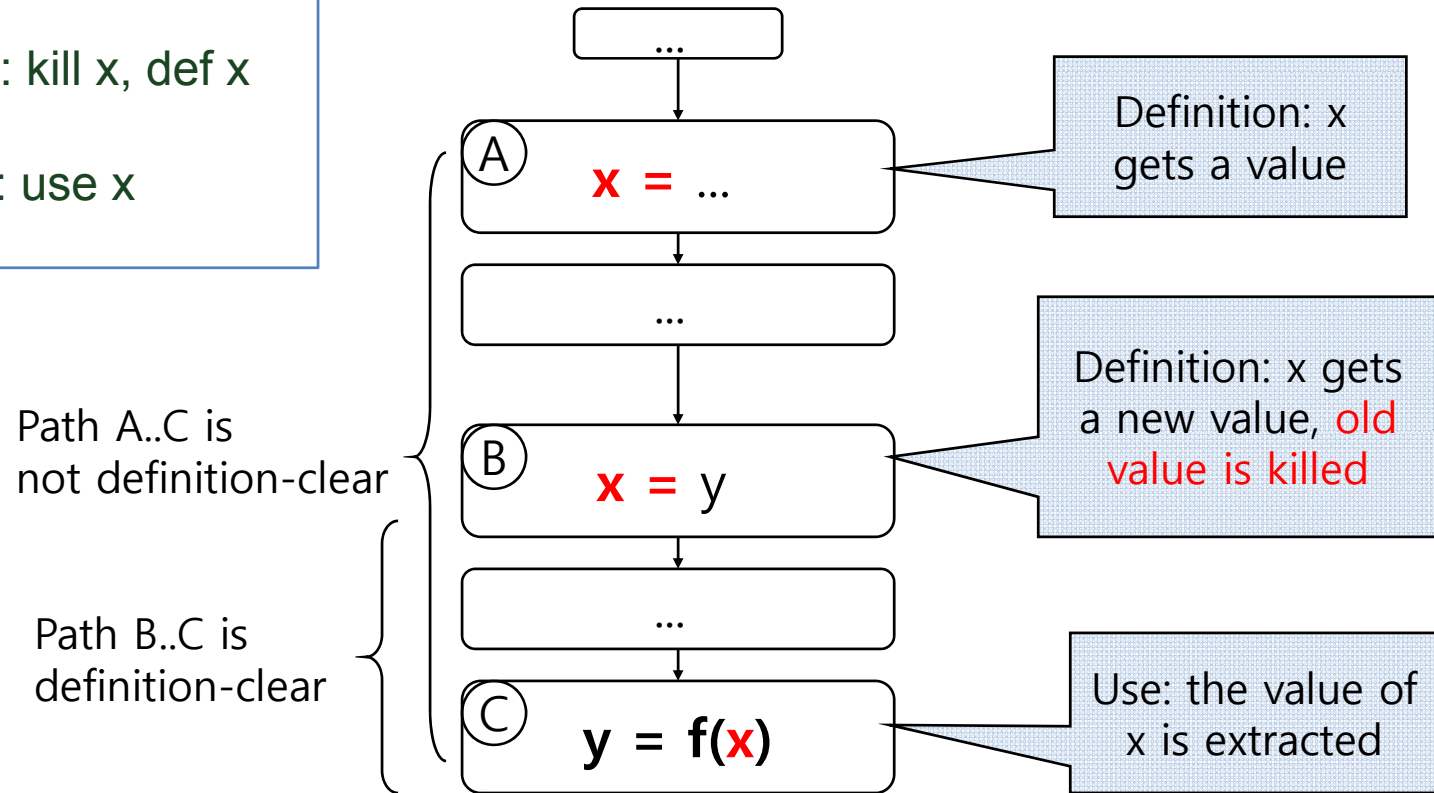 ...
: kill x, def x
: use x
A
x = ...
Definition: x
gets a value
...
Path A..C is
not definition-clear
B
x = y
Definition: x gets
a new value, old
value is killed
...
Path B..C is
definition-clear
C
y = f(x)
Use: the value of
x is extracted